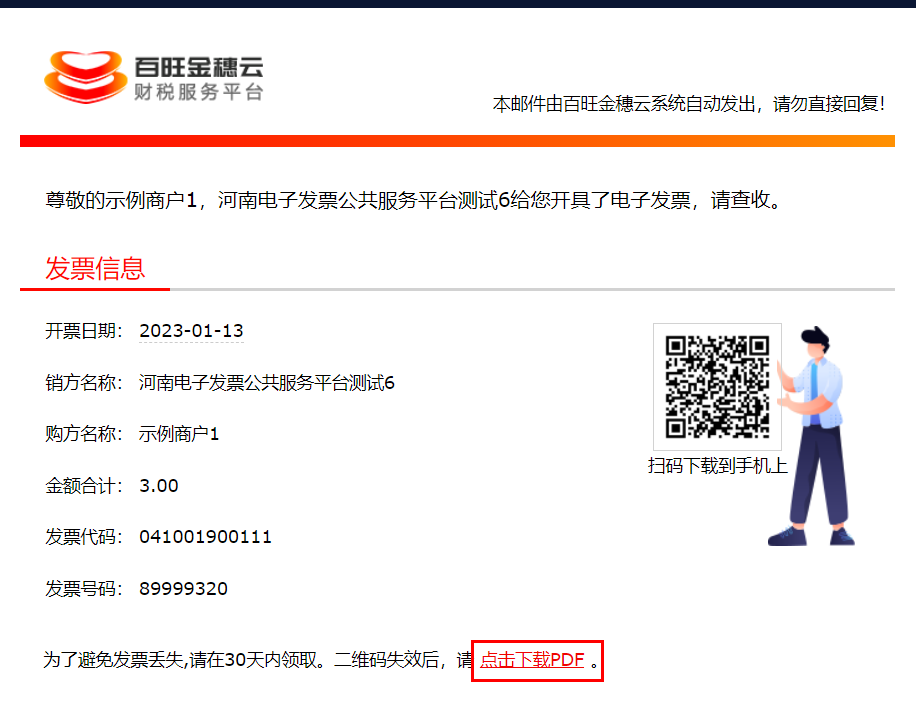 百旺金穗云
财税服务平台
本邮件由百旺金穗云系统自动发出，请勿直接回复！
尊敬的示例商户1，河南电子发票公共服务平台测试6给您开具了电子发票，请查收。
发票信息
开票日期： 2023-01-13
销方名称： 河南电子发票公共服务平台测试6
购方名称： 示例商户1
金额合计： 3.00
发票代码： 041001900111
发票号码： 89999320
扫码下载到手机上
为了避免发票丢失,请在30天内领取。二维码失效后，请 点击下载PDF 。